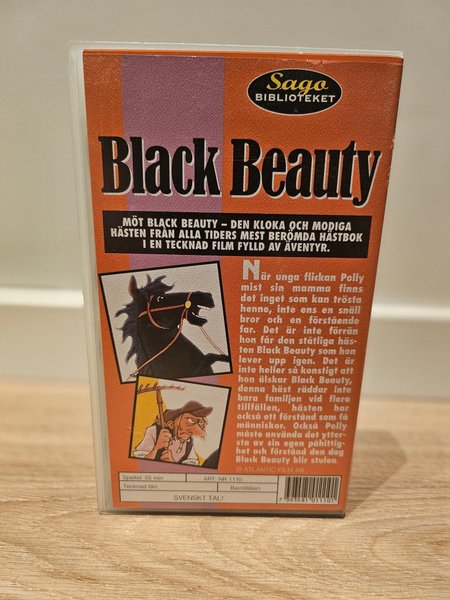 Sago
BIBLIOTEKET
Black Beauty
MÖT BLACK BEAUTY – DEN KLOKA OCH MODIGA
HÄSTEN FRÅN ALLA TIDERS MEST BERÖMDA HÄSTBOK
I EN TECKNAD FILM FYLLD AV ÄVENTYR.
När unga flickan Polly
mist sin mamma finns
det inget som kan trösta
henne, inte ens en snäll
bror och en förstående
far. Det är inte förrän
hon får den ståtliga häs-
ten Black Beauty som hon
lever upp igen. Det är
inte heller så konstigt att
hon älskar Black Beauty,
denna häst räddar inte
bara familjen vid flera
tillfällen, hästen har
också ett förstånd som få
människor. Också Polly
måste använda det ytter-
sta av sin egen påhittig-
het och förstånd den dag
Black Beauty blir stulen
© ATLANTIC FILM AB
Speltid: 55 min
ART. NR 1110
Tecknad film
Barntillåten
SVENSKT TAL!
7 393581 011101